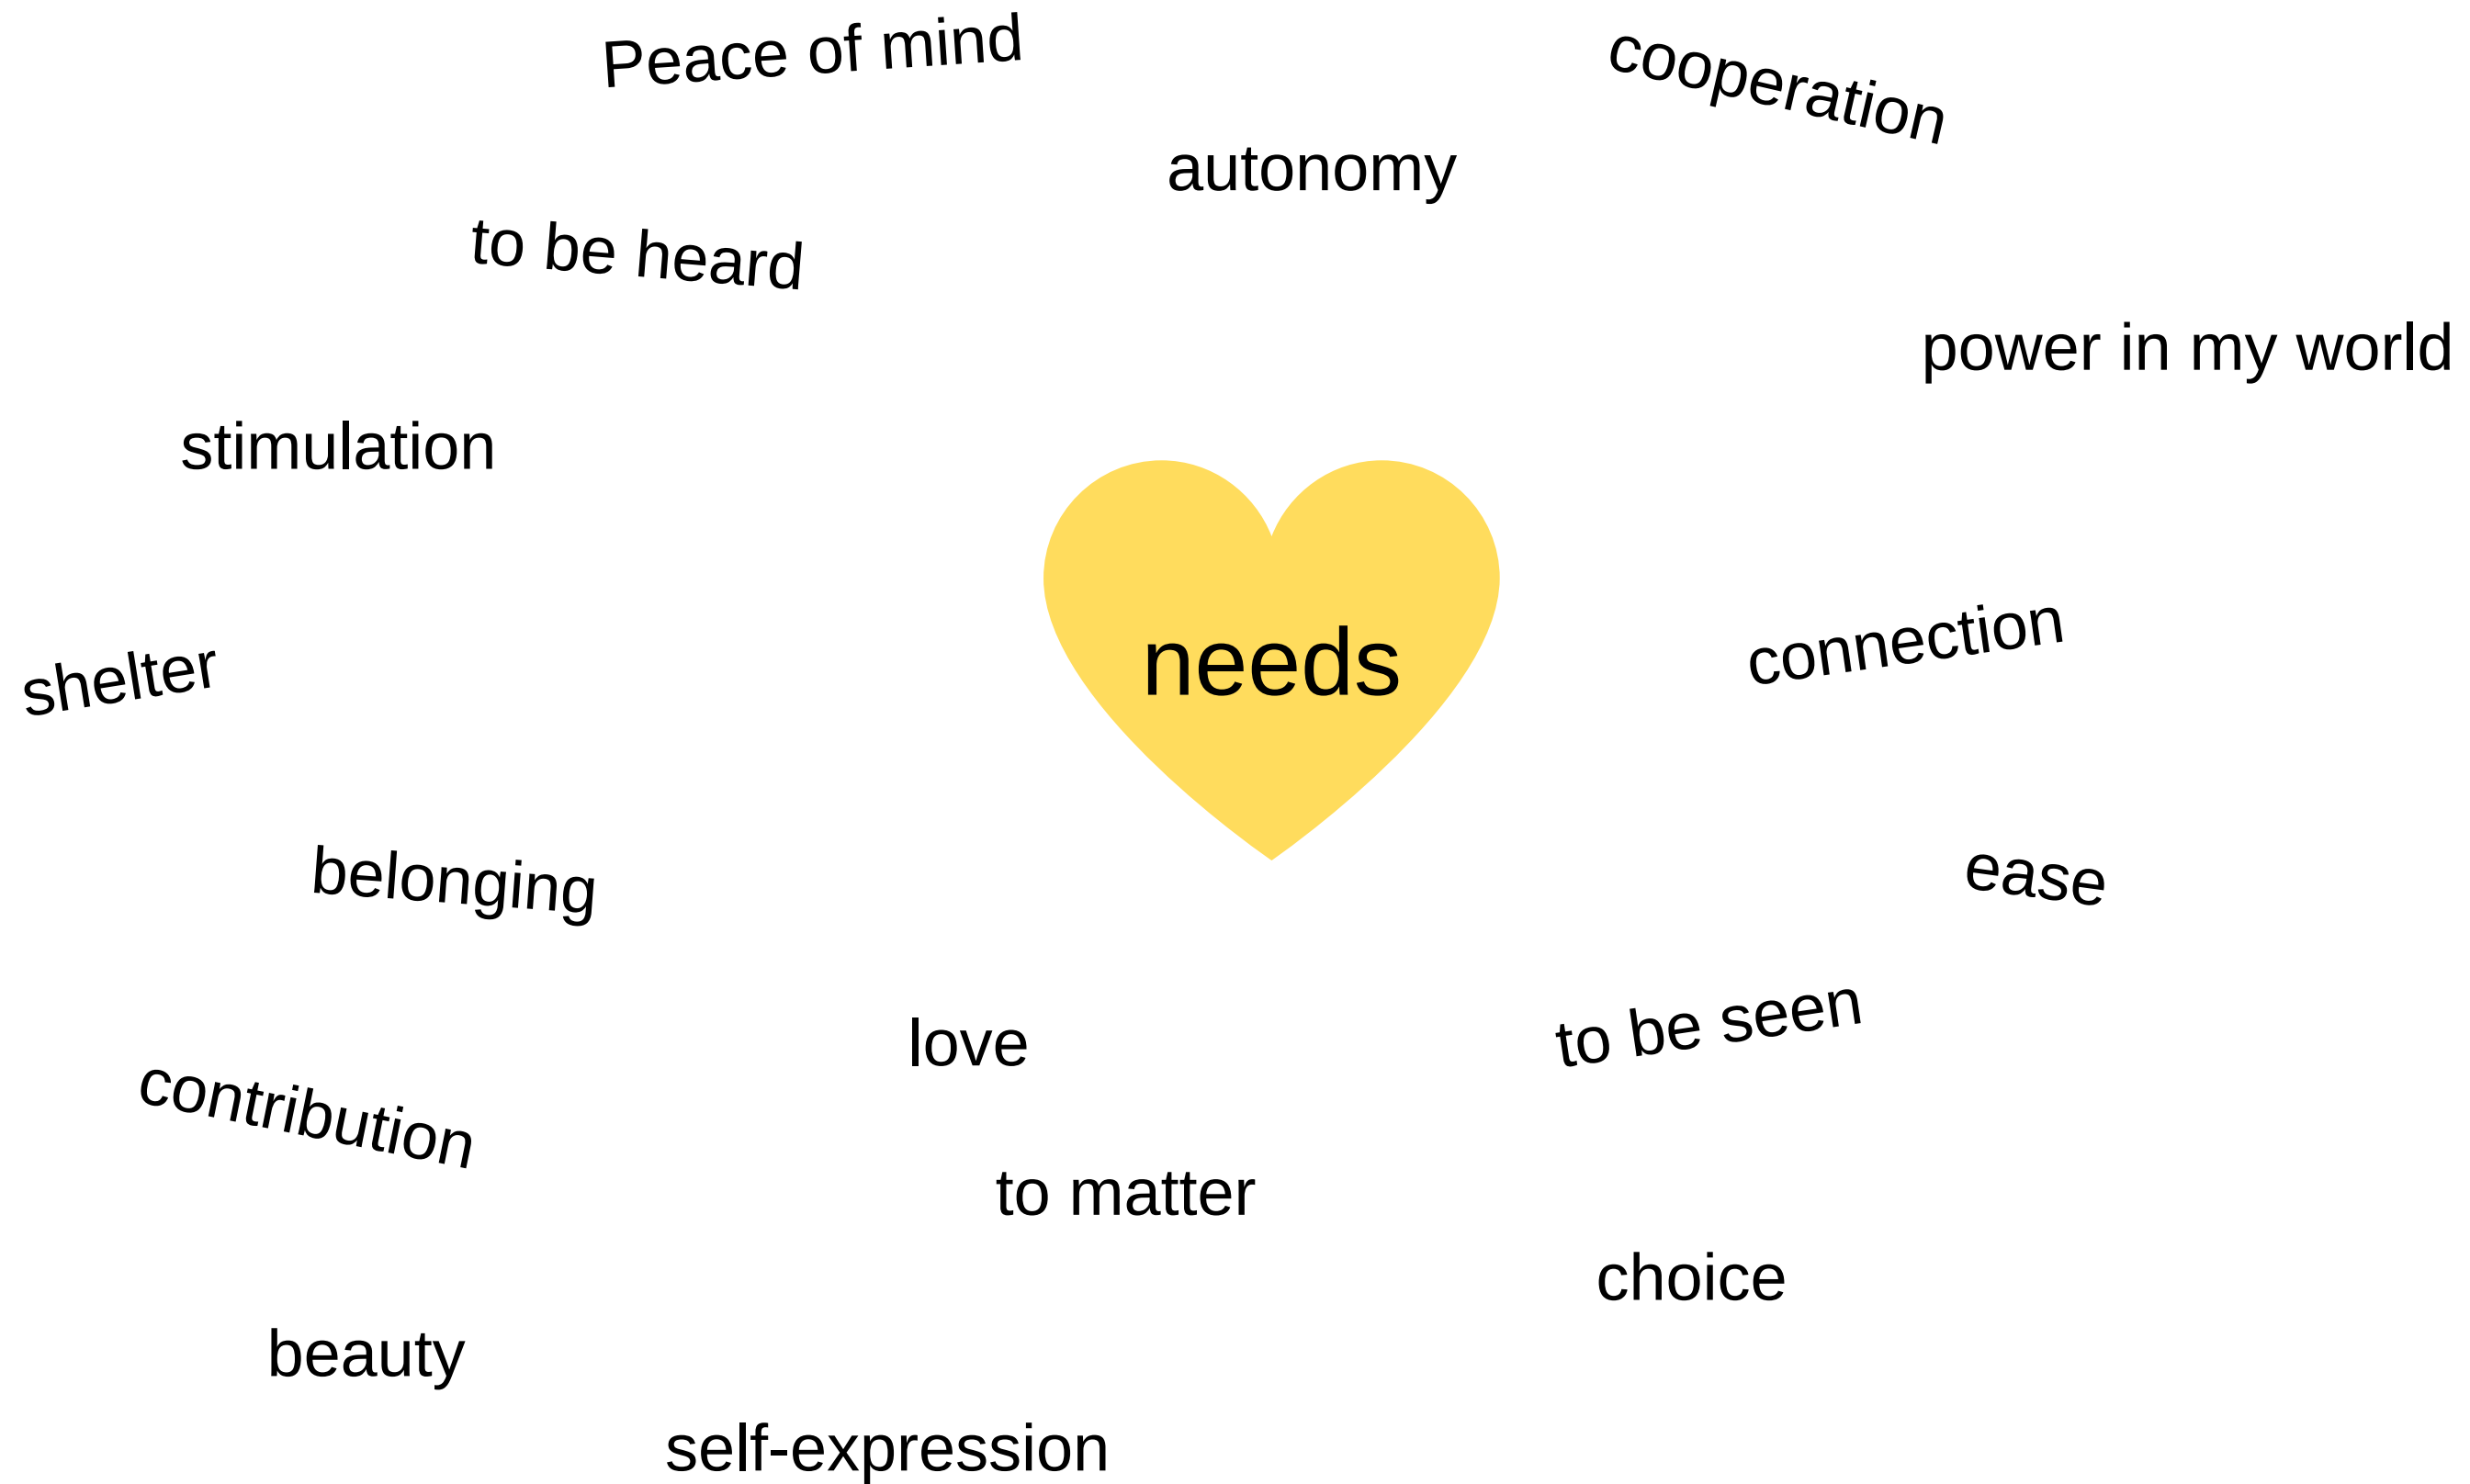 Peace of mind
cooperation
autonomy
to be heard
power in my world
stimulation
needs
connection
shelter
belonging
ease
love
to be seen
contribution
to matter
choice
beauty
self-expression